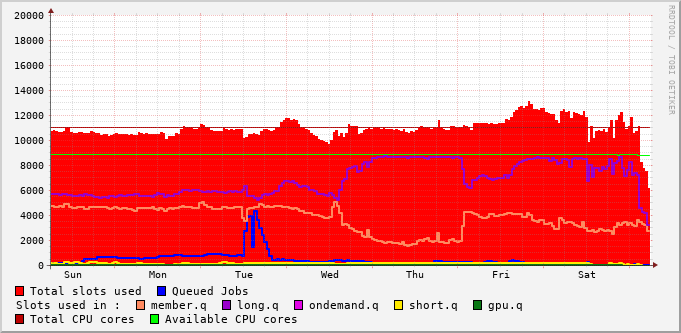 20000
18000
16000
14000
12000
10000
8000
6000
4000
2000
0
Sun Mon Tue Wed Thu Fri Sat
RRDTOOL / TOBI OETIKER
Total slots used Queued Jobs
Slots used in : member.q long.q ondemand.q short.q gpu.q
Total CPU cores Available CPU cores